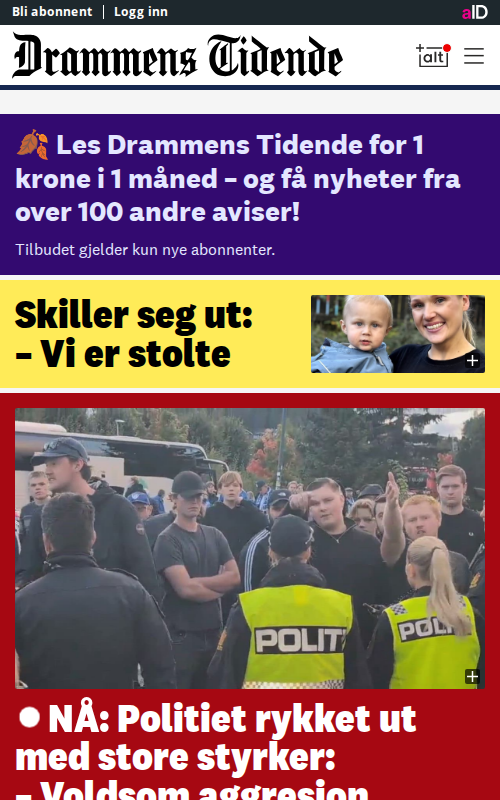 Bli abonnent | Logg inn
aID
Drammens Tidende
+alt
🍂 Les Drammens Tidende for 1
krone i 1 måned – og få nyheter fra
over 100 andre aviser!
Tilbudet gjelder kun nye abonnenter.
Skiller seg ut:
– Vi er stolte
POLITI
POLITI
NÅ: Politiet rykket ut
med store styrker:
– Voldsom aggresjon